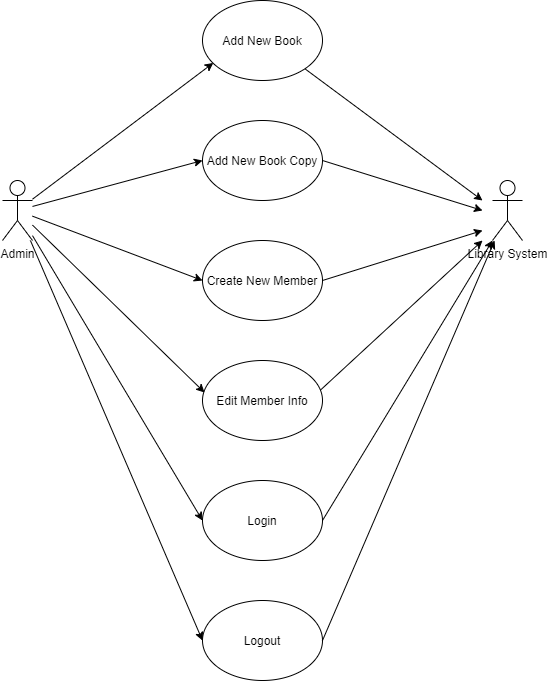 Add New Book
Add New Book Copy
Admin
Library System
Create New Member
Edit Member Info
Login
Logout